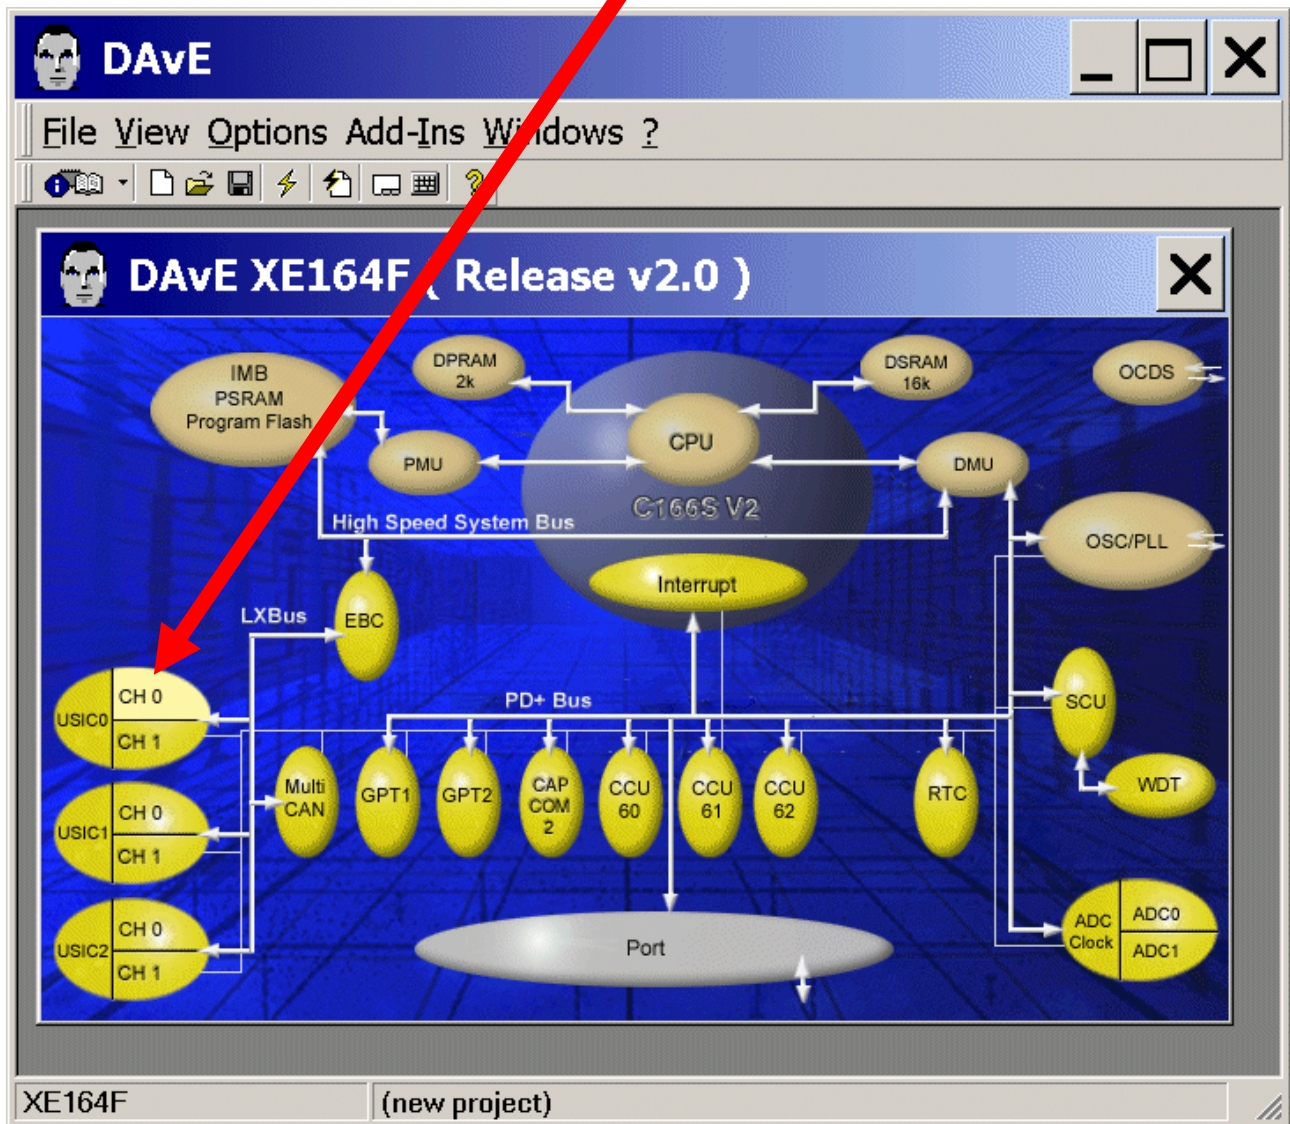 DAvE
File View Options Add-Ins Windows ?
DAvE XE164F ( Release v2.0 )
IMB
PSRAM
Program Flash
DPRAM
2k
DSRAM
16k
OCDS
CPU
PMU
DMU
C166S V2
High Speed System Bus
OSC/PLL
Interrupt
LXBus
EBC
USIC0
CH 0
CH 1
PD+ Bus
SCU
Multi
CAN
GPT1
GPT2
CAP
COM
2
CCU
60
CCU
61
CCU
62
RTC
WDT
USIC1
CH 0
CH 1
USIC2
CH 0
CH 1
Port
ADC
Clock
ADC0
ADC1
XE164F
(new project)